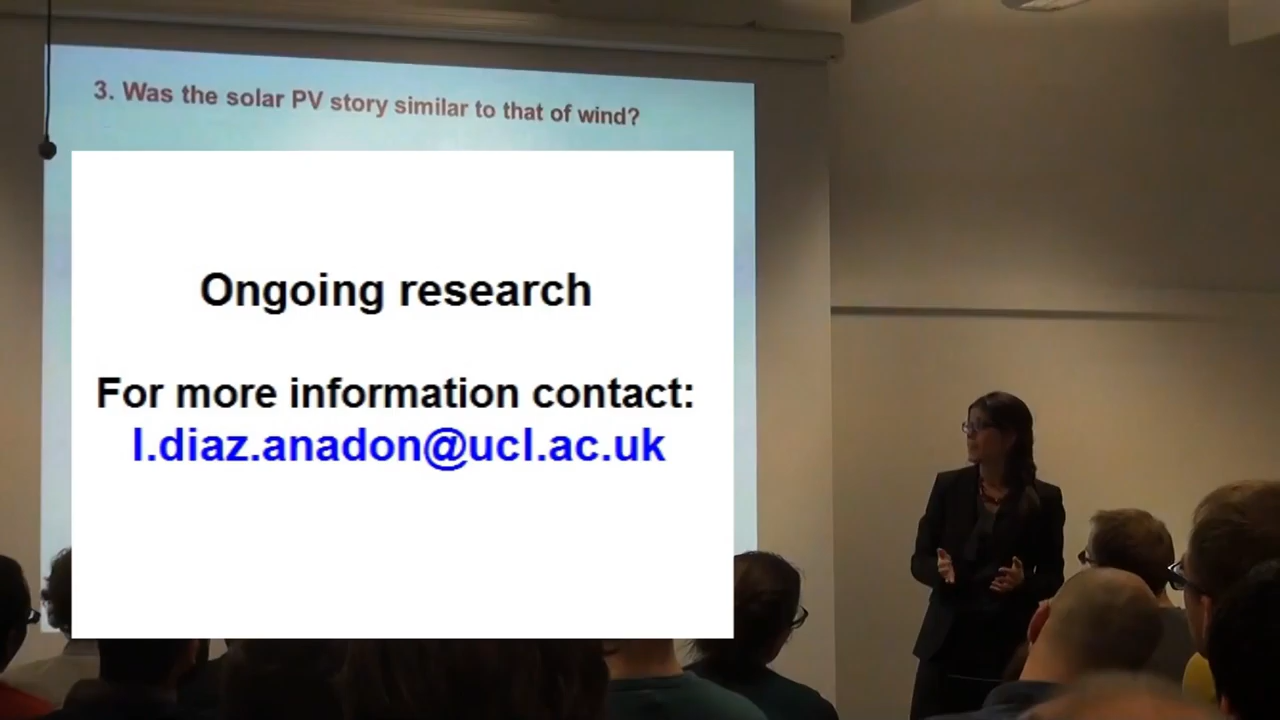 3. Was the solar PV story similar to that of wind?
Ongoing research
For more information contact:
l.diaz.anadon@ucl.ac.uk